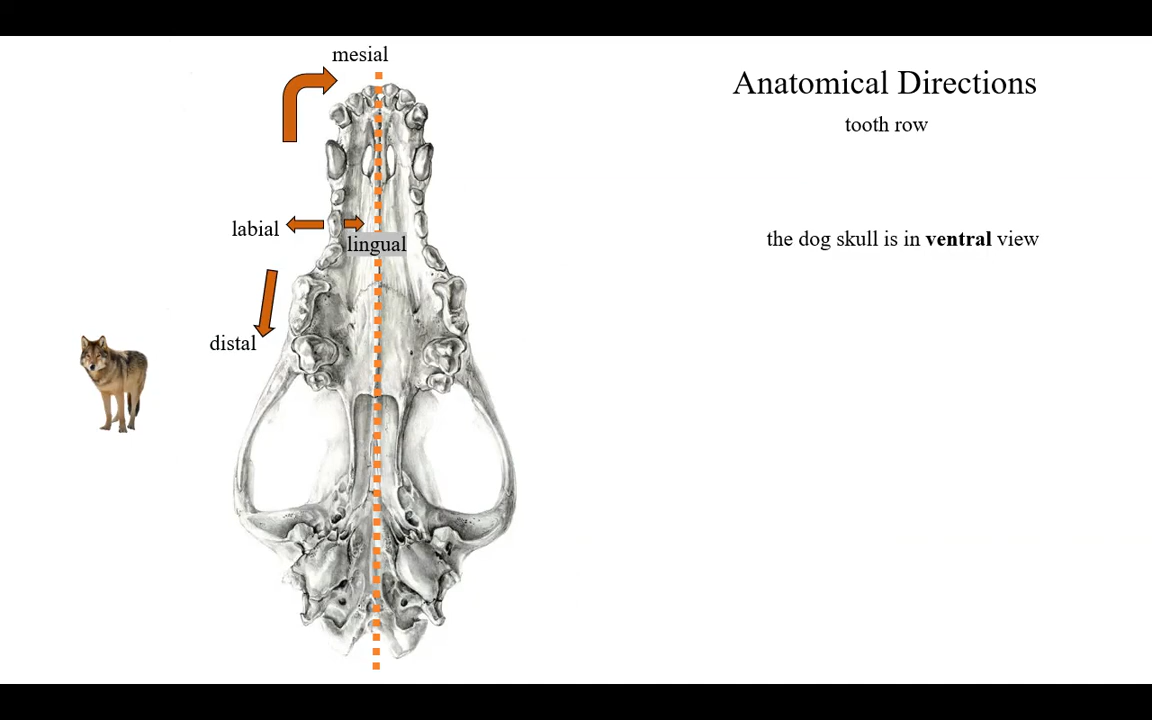 mesial
Anatomical Directions
tooth row
labial
lingual
the dog skull is in ventral view
distal